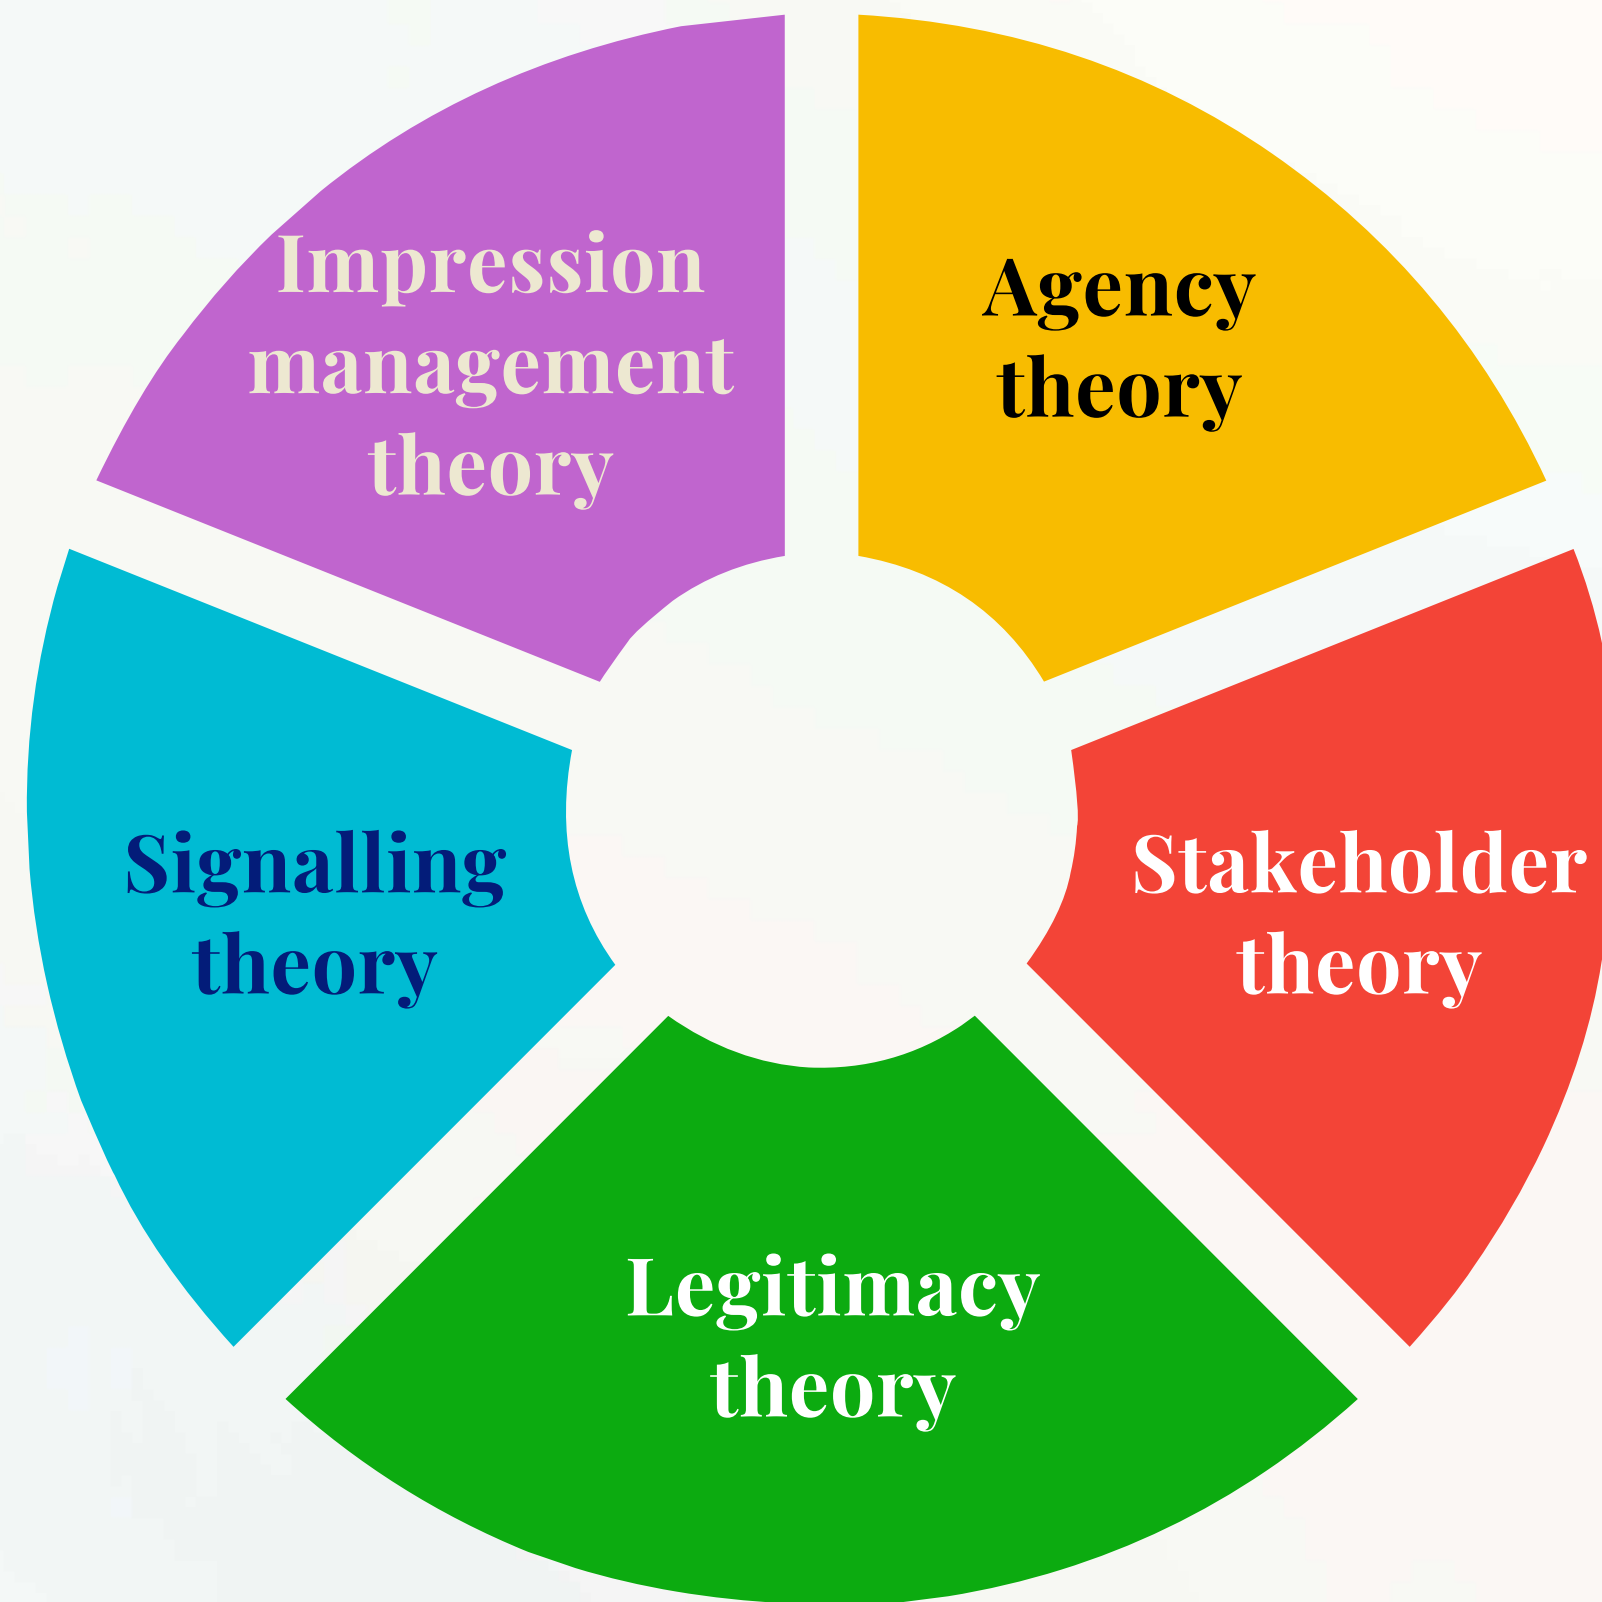 Impression
management
theory
Agency
theory
Signalling
theory
Stakeholder
theory
Legitimacy
theory